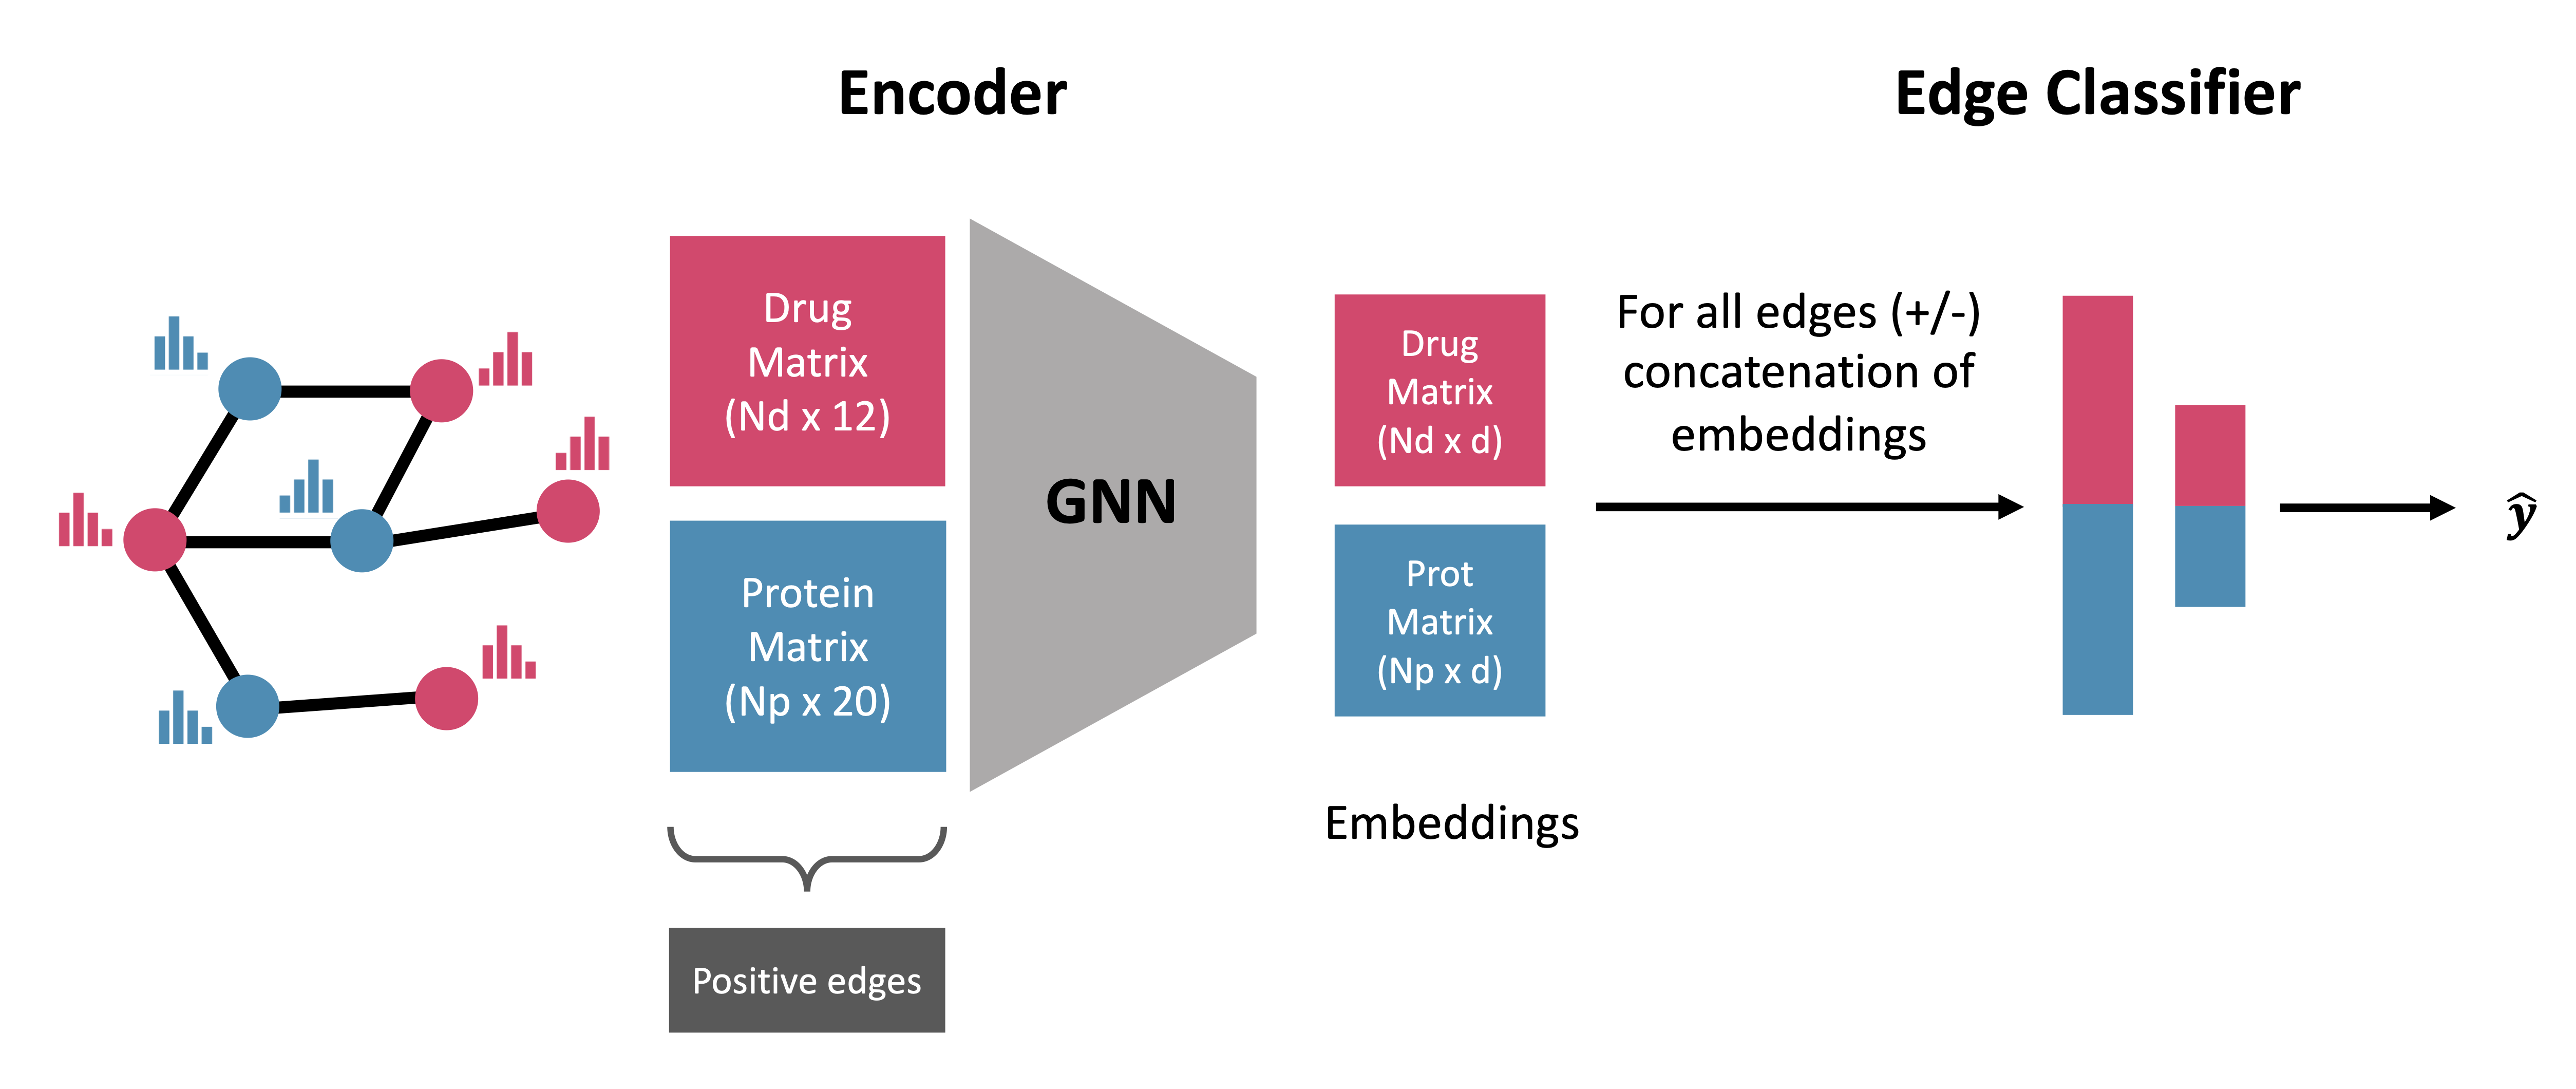 Encoder
Edge Classifier
Drug
Matrix
(Nd x 12)
Protein
Matrix
(Np x 20)
Positive edges
GNN
Drug
Matrix
(Nd x d)
Prot
Matrix
(Np x d)
Embeddings
For all edges (+/-)
concatenation of
embeddings
ŷ